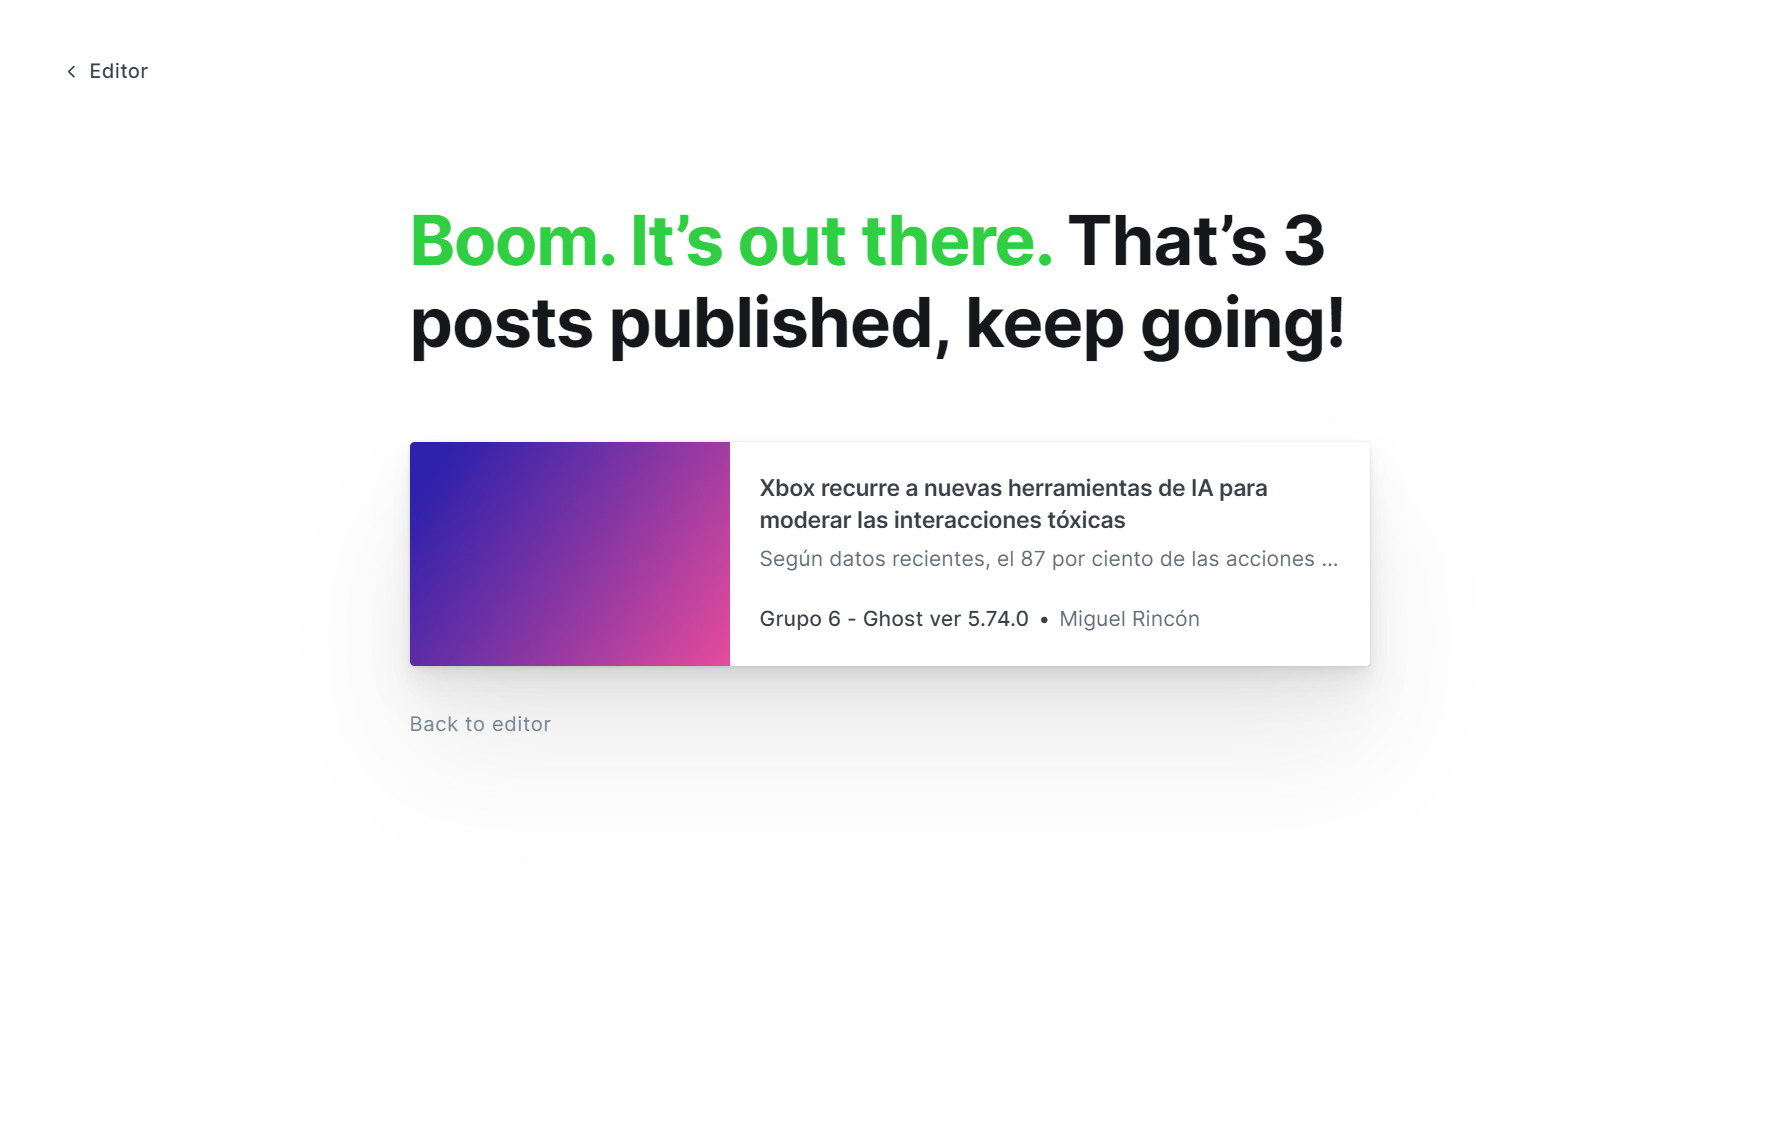 Editor
Boom. It’s out there. That’s 3
posts published, keep going!
Xbox recurre a nuevas herramientas de IA para
moderar las interacciones tóxicas
Según datos recientes, el 87 por ciento de las acciones ...
Grupo 6 - Ghost ver 5.74.0 • Miguel Rincón
Back to editor